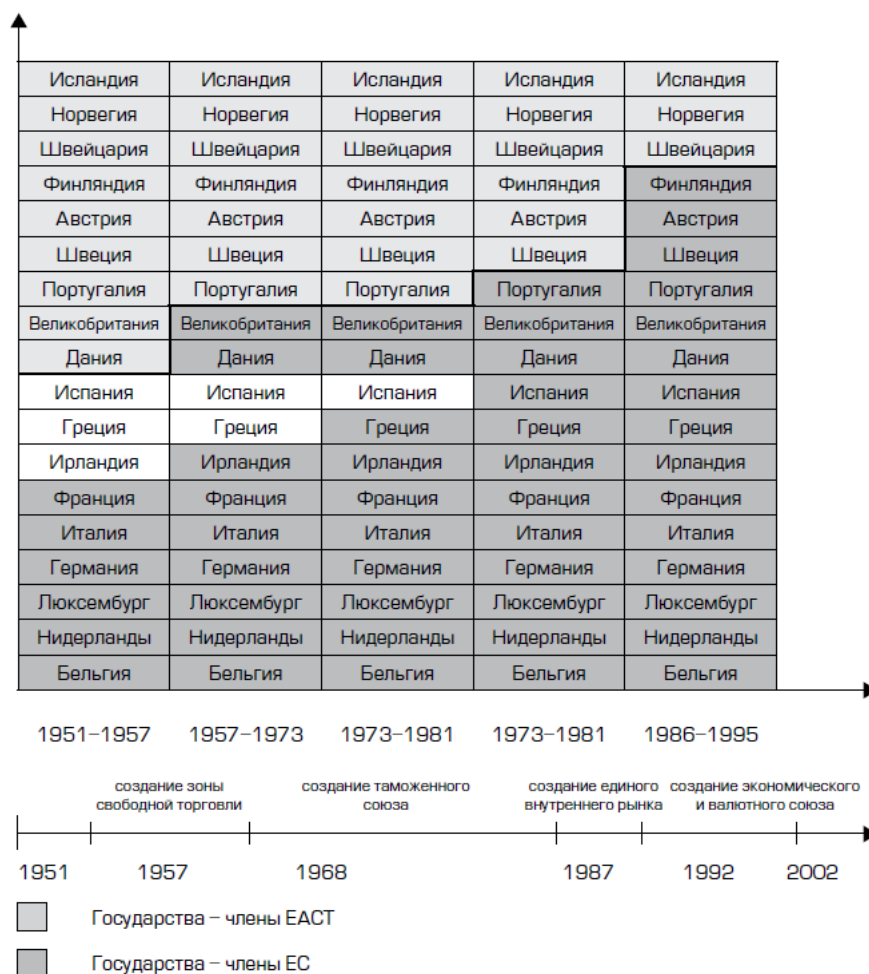 Исландия Исландия Исландия Исландия Исландия
Норвегия Норвегия Норвегия Норвегия Норвегия
Швейцария Швейцария Швейцария Швейцария Швейцария
Финляндия Финляндия Финляндия Финляндия Финляндия
Австрия Австрия Австрия Австрия Австрия
Швеция Швеция Швеция Швеция Швеция
Португалия Португалия Португалия Португалия Португалия
Великобритания Великобритания Великобритания Великобритания Великобритания
Дания Дания Дания Дания Дания
Испания Испания Испания Испания Испания
Греция Греция Греция Греция Греция
Ирландия Ирландия Ирландия Ирландия Ирландия
Франция Франция Франция Франция Франция
Италия Италия Италия Италия Италия
Германия Германия Германия Германия Германия
Люксембург Люксембург Люксембург Люксембург Люксембург
Нидерланды Нидерланды Нидерланды Нидерланды Нидерланды
Бельгия Бельгия Бельгия Бельгия Бельгия
1951–1957 1957–1973 1973–1981 1973–1981 1986–1995
создание зоны создание таможенного создание единого создание экономического
свободной торговли союза внутреннего рынка и валютного союза
1951 1957 1968 1987 1992 2002
Государства – члены ЕАСТ
Государства – члены ЕС